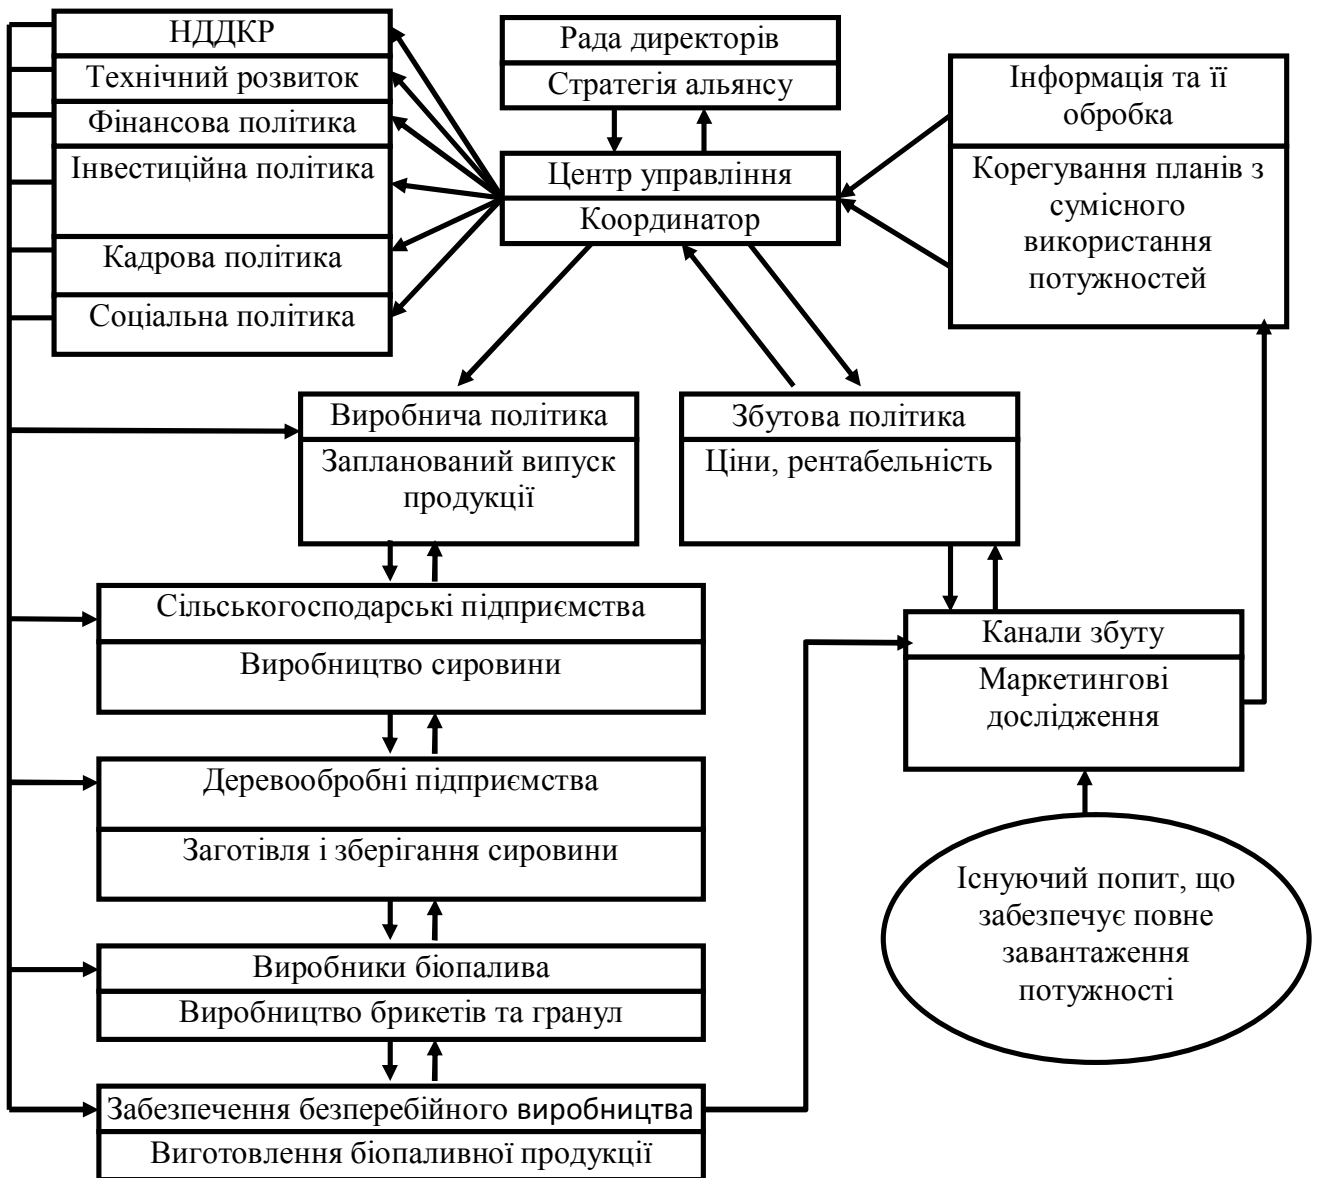 НДДКР
Технічний розвиток
Фінансова політика
Інвестиційна політика
Кадрова політика
Соціальна політика
Рада директорів
Стратегія альянсу
Центр управління
Координатор
Інформація та її
обробка
Корегування планів з
сумісного
використання
потужностей
Виробнича політика
Запланований випуск
продукції
Збутова політика
Ціни, рентабельність
Сільськогосподарські підприємства
Виробництво сировини
Деревообробні підприємства
Заготівля і зберігання сировини
Виробники біопалива
Виробництво брикетів та гранул
Забезпечення безперебійного виробництва
Виготовлення біопаливної продукції
Канали збуту
Маркетингові
дослідження
Існуючий попит, що
забезпечує повне
завантаження
потужності